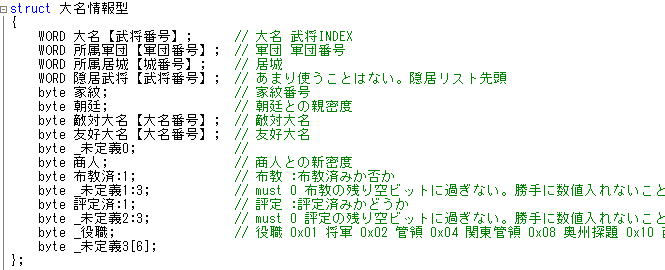 struct 大名情報型
{
WORD 大名【武将番号】; // 大名 武将INDEX
WORD 所属軍団【軍団番号】; // 軍団 軍団番号
WORD 所属居城【城番号】; // 居城
WORD 隠居武将【武将番号】; // あまり使うことはない。隠居リスト先頭
byte 家紋; // 家紋番号
byte 朝廷; // 朝廷との親密度
byte 敵対大名【大名番号】; // 敵対大名
byte 友好大名【大名番号】; // 友好大名
byte _未定義0; //
byte 商人; // 商人との新密度
byte 布教済:1; // 布教 :布教済みか否か
byte _未定義1:3; // must 0 布教の残り空ビットに過ぎない。勝手に数値入れないこと
byte 評定済:1; // 評定 :評定済みかどうか
byte _未定義2:3; // must 0 評定の残り空ビットに過ぎない。勝手に数値入れないこと
byte _役職; // 役職 0x01 将軍 0x02 管領 0x04 関東管領 0x08 奥州探題 0x10
byte _未定義3[6];
};